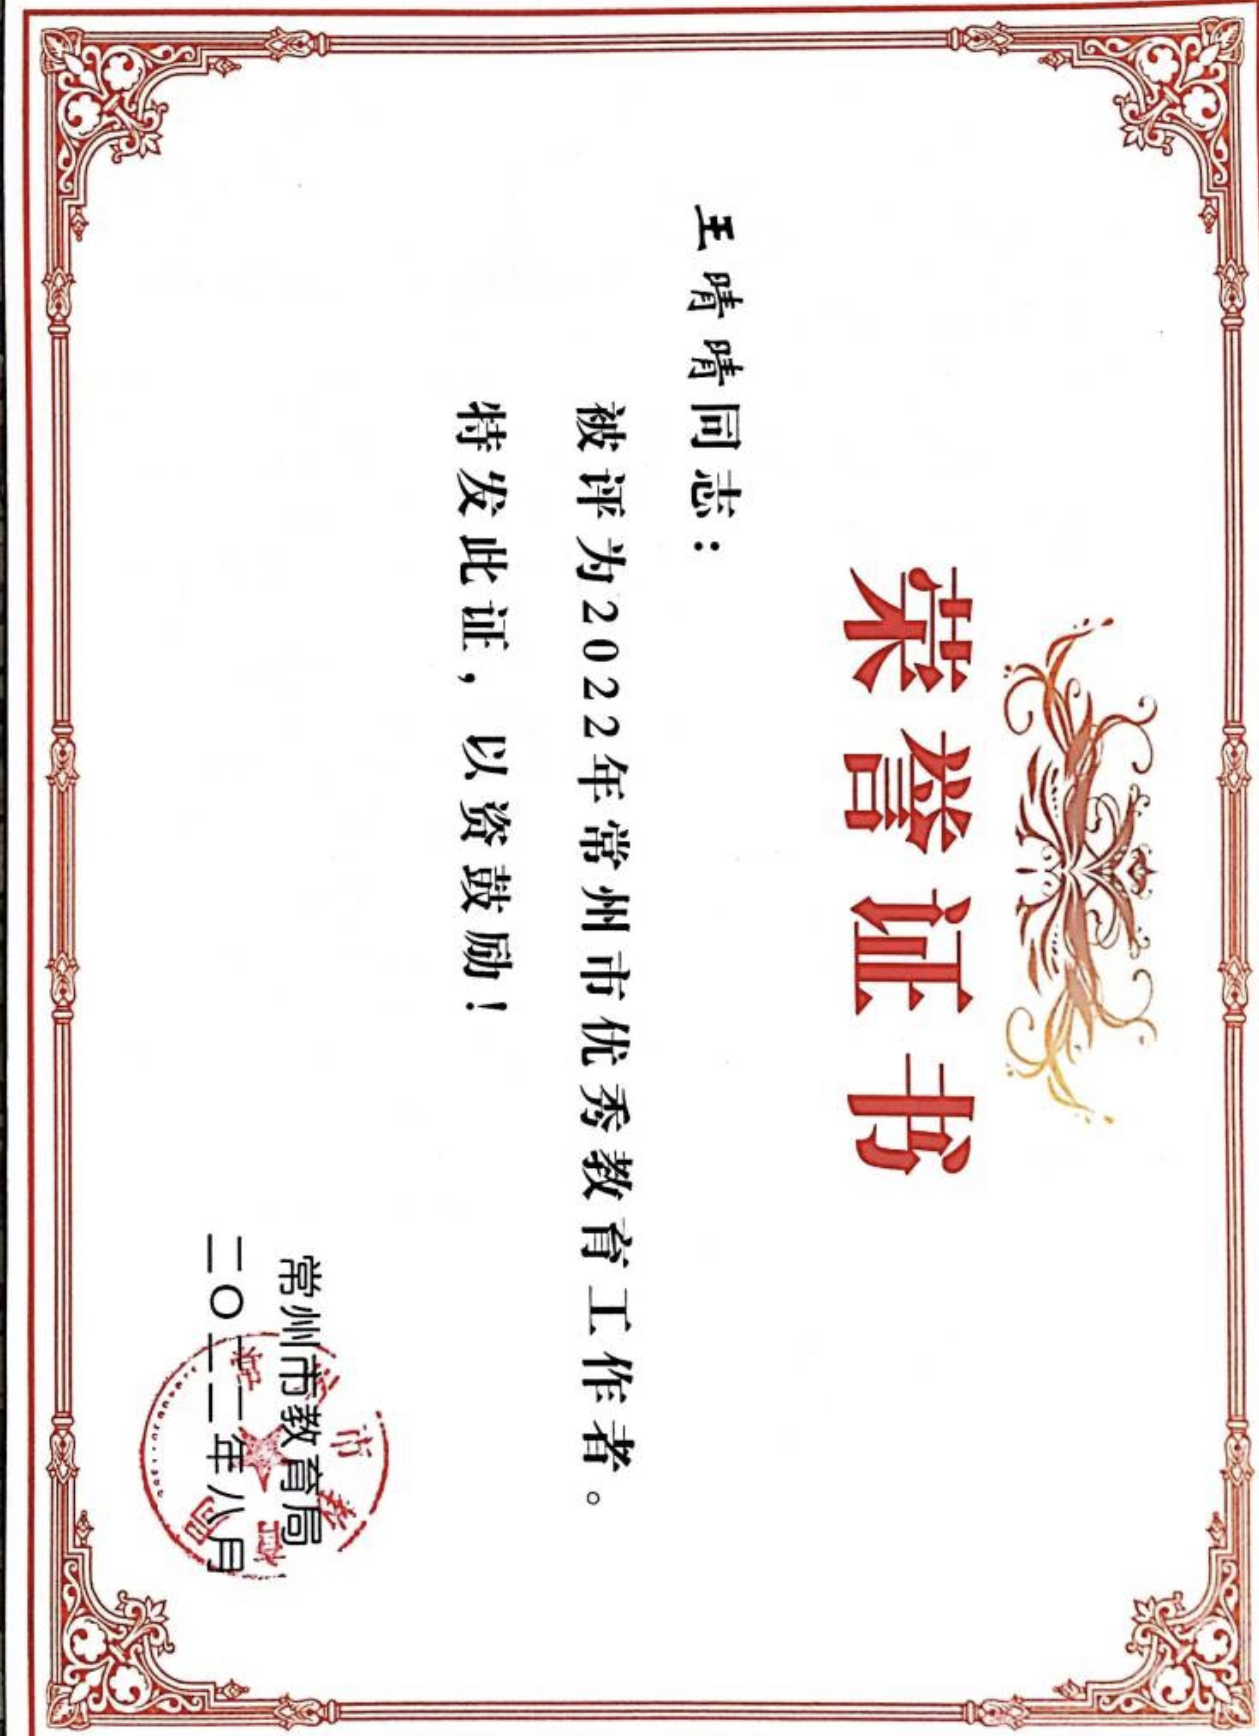 荣誉证书
王晴晴同志：
被评为2022年常州市优秀教育工作者。
特发此证，以资鼓励！
常州市教育局
二〇二二年八月